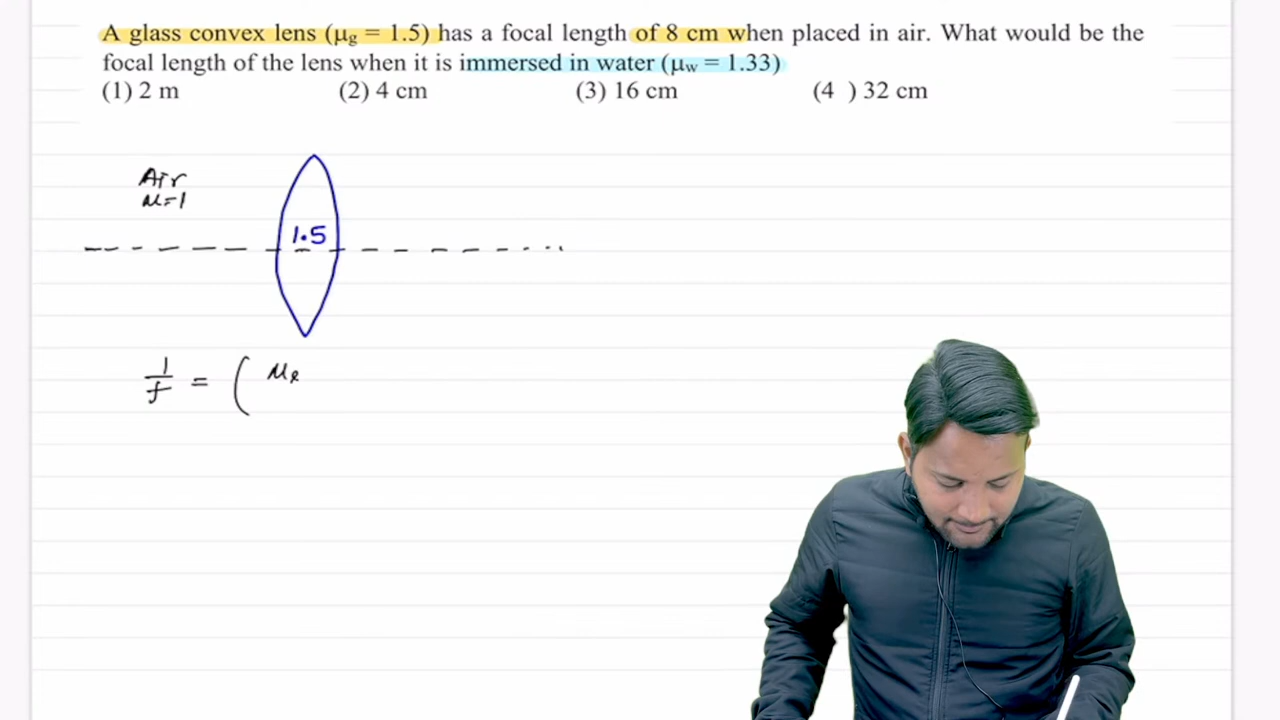 A glass convex lens (μg = 1.5) has a focal length of 8 cm when placed in air. What would be the
focal length of the lens when it is immersed in water (μw = 1.33)
(1) 2 m (2) 4 cm (3) 16 cm (4 ) 32 cm
Air
μ=1
1.5
1/f = ( μℓ